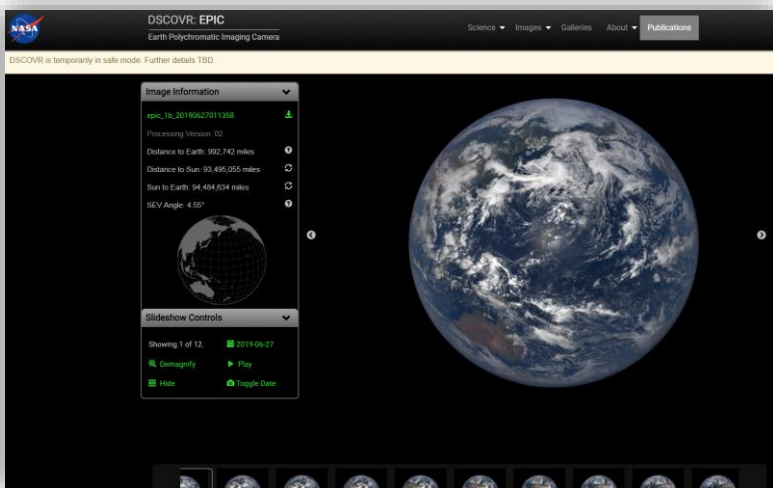 NASA
DSCOVR: EPIC
Earth Polychromatic Imaging Camera
Science Images Galleries About Publications
DSCOVR is temporarily in safe mode. Further details TBD.
Image Information
epic_1b_20190627011358
Processing Version: 02
Distance to Earth: 992,742 miles
Distance to Sun: 93,495,055 miles
Sun to Earth: 94,484,634 miles
SEV Angle: 4.55°
Slideshow Controls
Showing 1 of 12. 2019-06-27
Demagnify Play
Hide Toggle Date